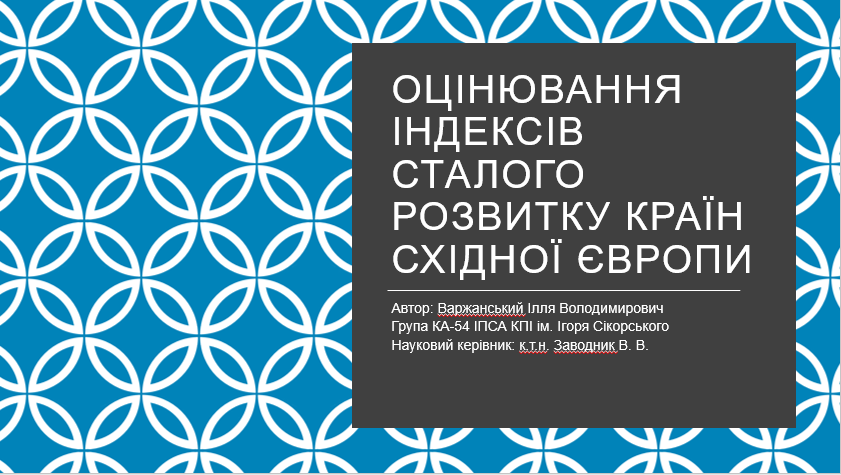 ОЦІНЮВАННЯ
ІНДЕКСІВ
СТАЛОГО
РОЗВИТКУ КРАЇН
СХІДНОЇ ЄВРОПИ
Автор: Варжанський Ілля Володимирович
Група КА-54 ІПСА КПІ ім. Ігоря Сікорського
Науковий керівник: к.т.н. Заводник В. В.